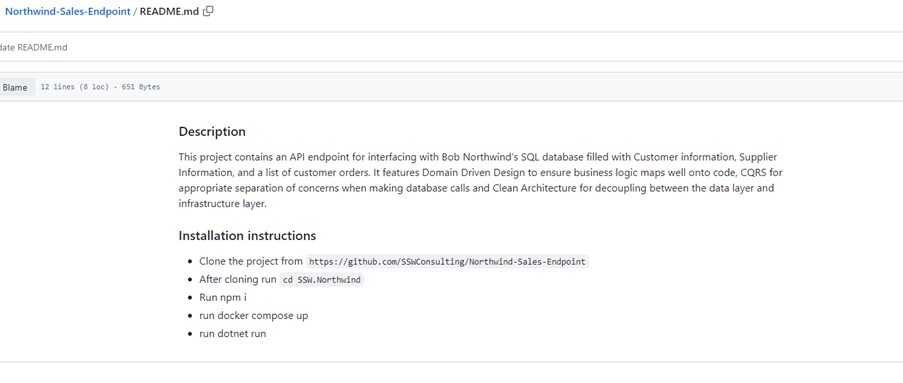 Northwind-Sales-Endpoint / README.md
date README.md
Blame 12 lines (8 loc) · 651 Bytes
Description
This project contains an API endpoint for interfacing with Bob Northwind's SQL database filled with Customer information, Supplier
Information, and a list of customer orders. It features Domain Driven Design to ensure business logic maps well onto code, CQRS for
appropriate separation of concerns when making database calls and Clean Architecture for decoupling between the data layer and
infrastructure layer.
Installation instructions
• Clone the project from https://github.com/SSWConsulting/Northwind-Sales-Endpoint
• After cloning run cd SSW.Northwind
• Run npm i
• run docker compose up
• run dotnet run